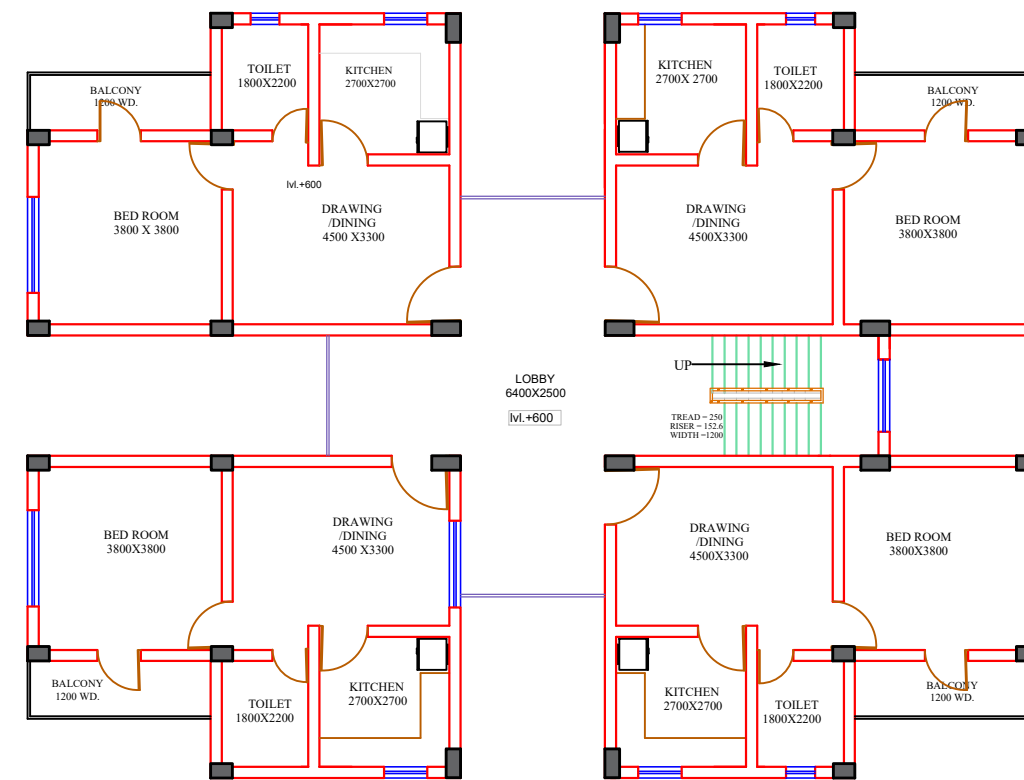 TOILET
1800X2200
KITCHEN
2700X2700
KITCHEN
2700X 2700
TOILET
1800X2200
BALCONY
1200 WD.
BALCONY
1200 WD.
lvl.+600
BED ROOM
3800 X 3800
DRAWING
/DINING
4500 X3300
DRAWING
/DINING
4500X3300
BED ROOM
3800X3800
UP
LOBBY
6400X2500
lvl.+600
TREAD = 250
RISER = 152.6
WIDTH =1200
BED ROOM
3800X3800
DRAWING
/DINING
4500 X3300
DRAWING
/DINING
4500X3300
BED ROOM
3800X3800
BALCONY
1200 WD.
TOILET
1800X2200
KITCHEN
2700X2700
KITCHEN
2700X2700
TOILET
1800X2200
BALCONY
1200 WD.